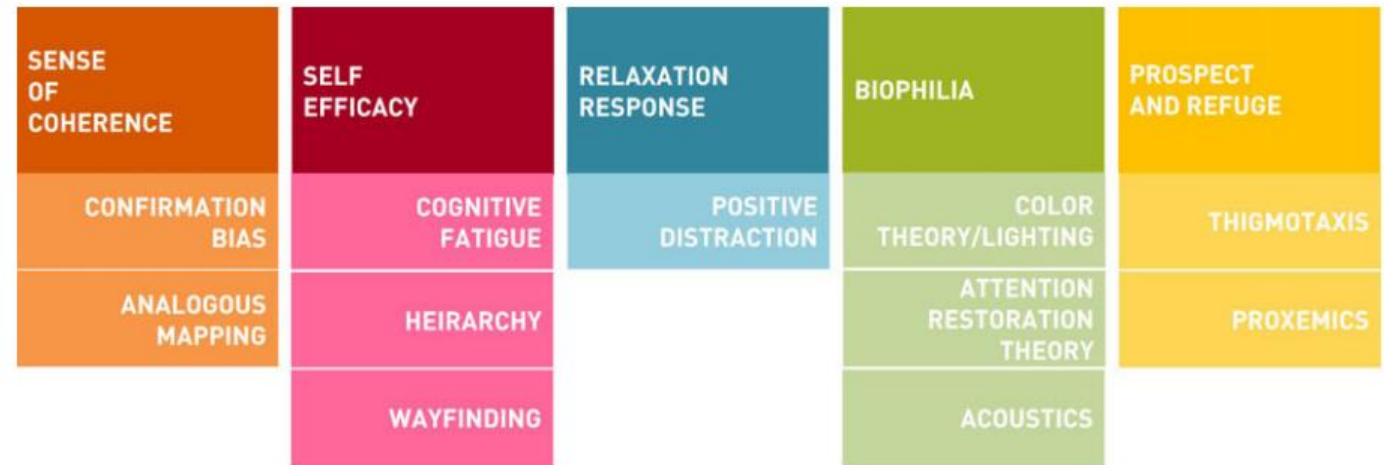 SENSE
OF
COHERENCE
SELF
EFFICACY
RELAXATION
RESPONSE
BIOPHILIA
PROSPECT
AND REFUGE
CONFIRMATION
BIAS
COGNITIVE
FATIGUE
POSITIVE
DISTRACTION
COLOR
THEORY/LIGHTING
THIGMOTAXIS
ANALOGOUS
MAPPING
HEIRARCHY
ATTENTION
RESTORATION
THEORY
PROXEMICS
WAYFINDING
ACOUSTICS